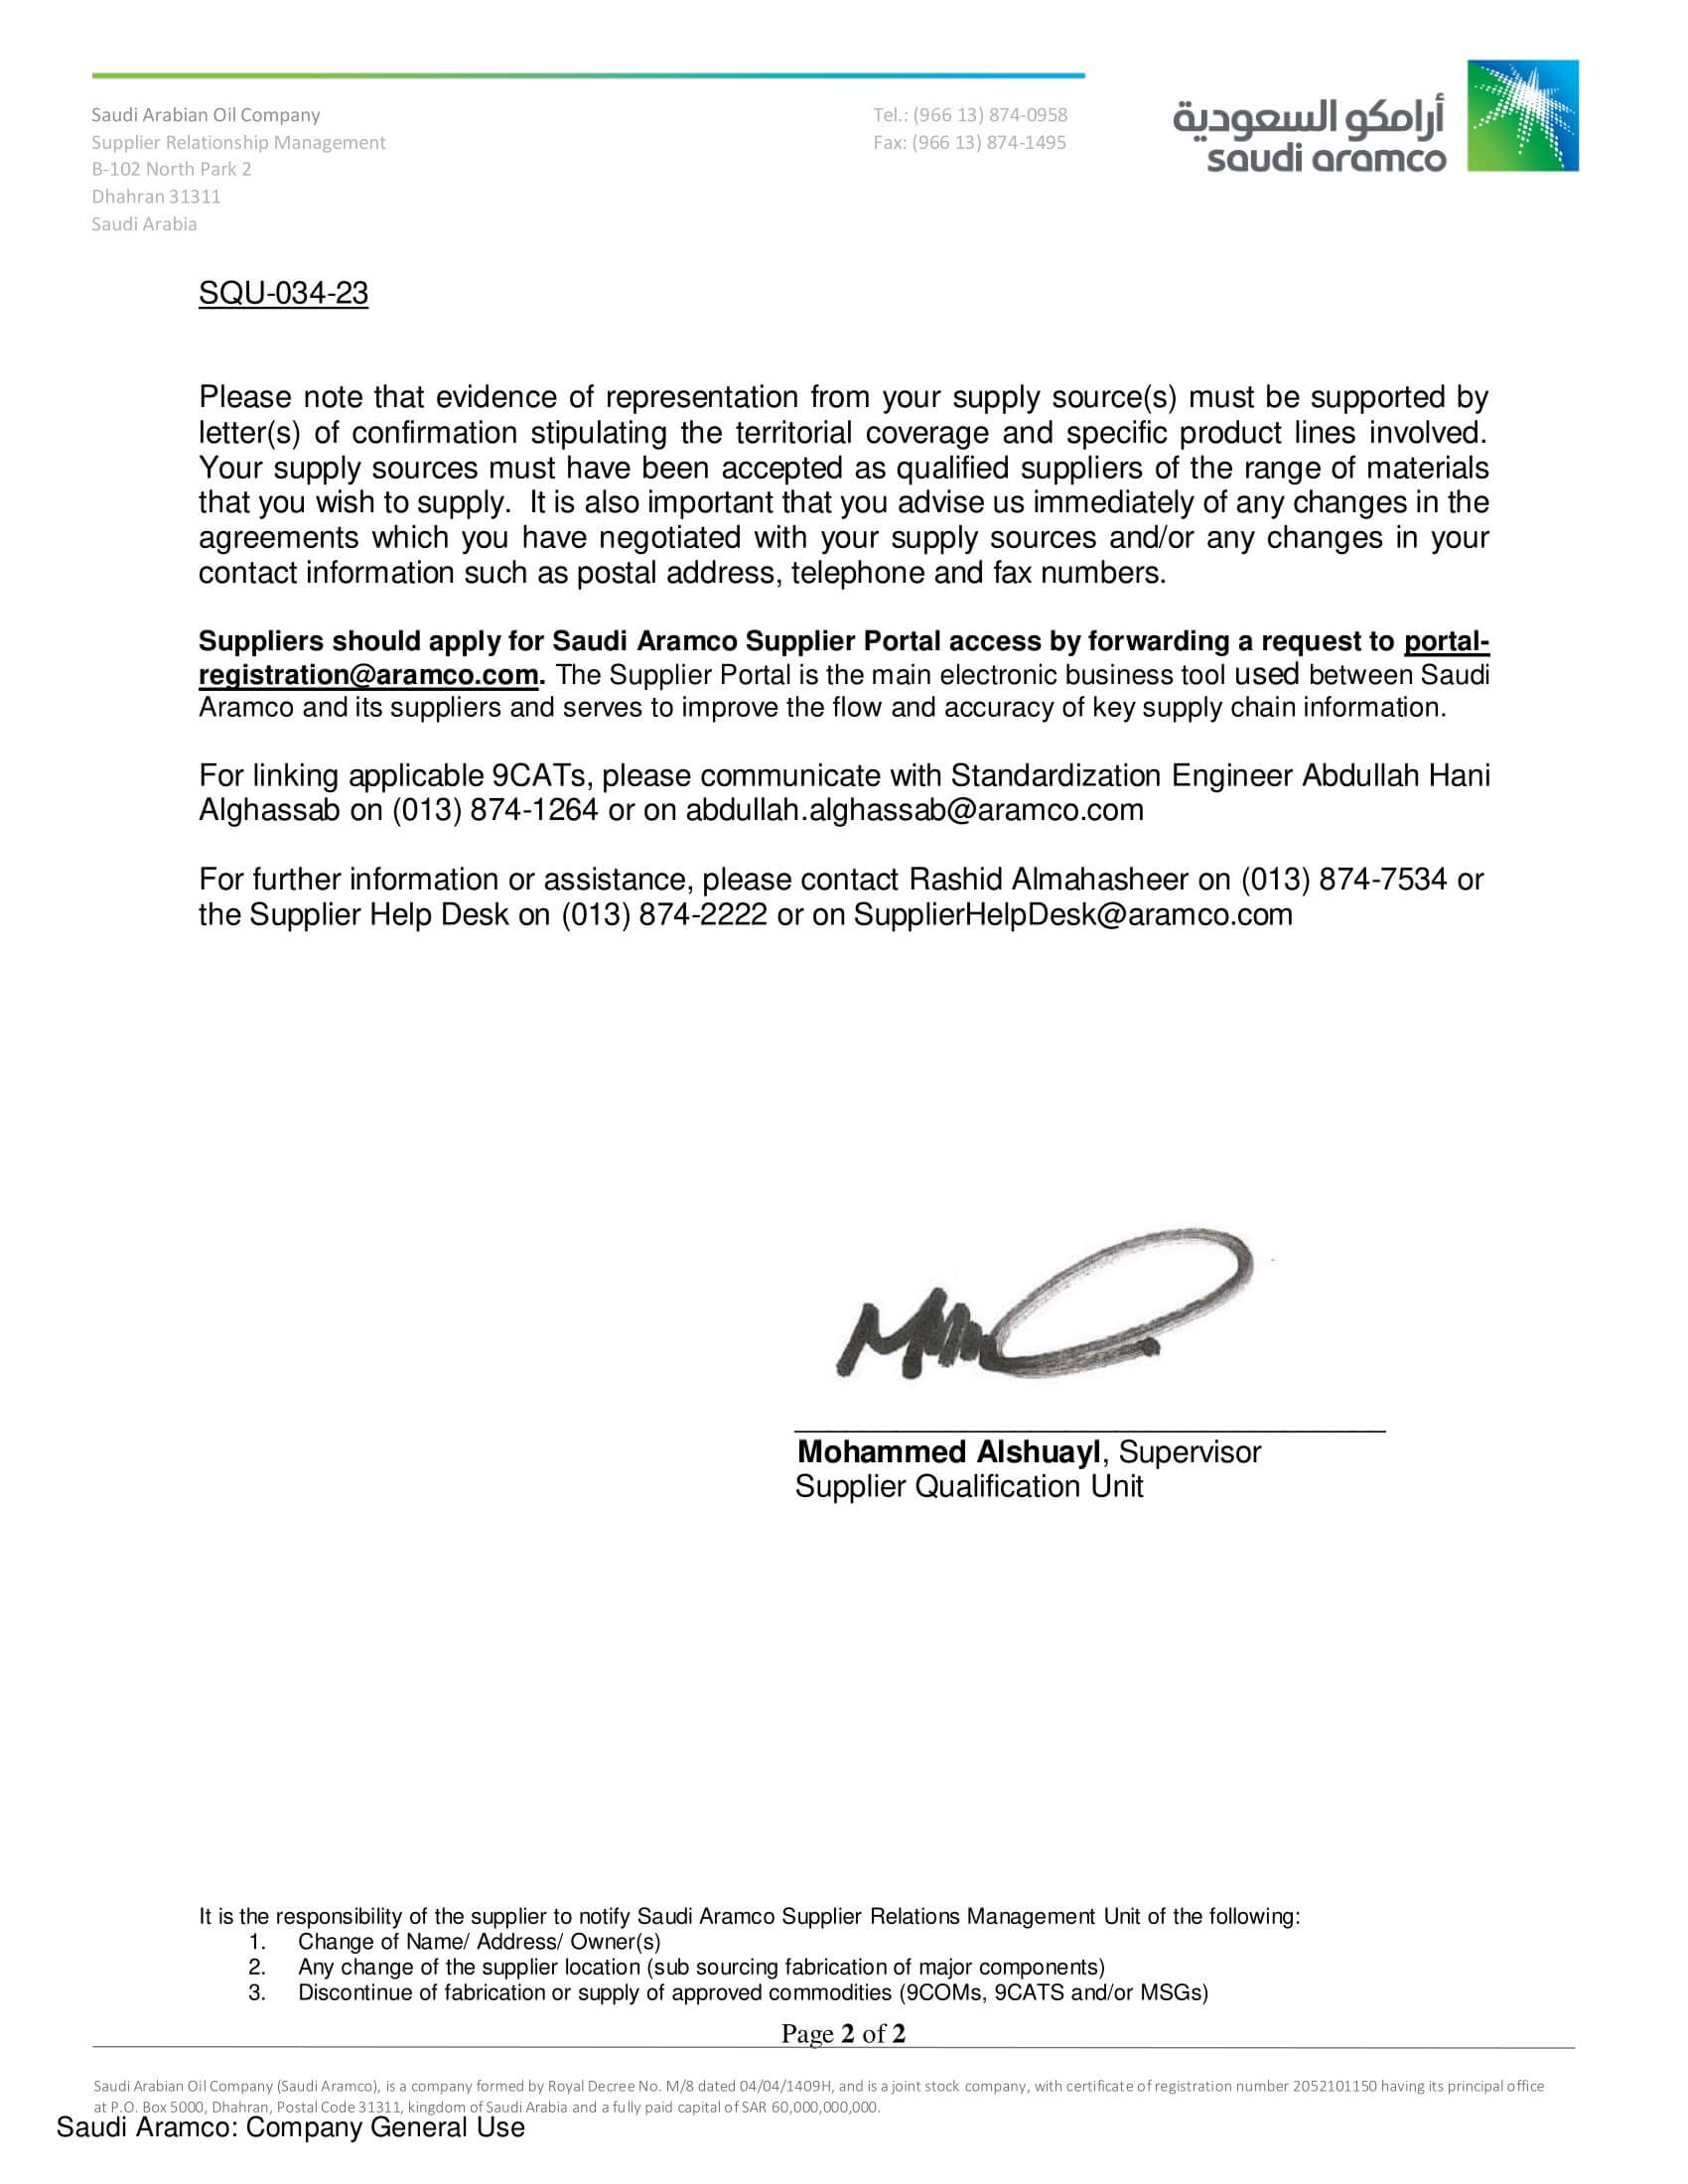 Saudi Arabian Oil Company
Supplier Relationship Management
B-102 North Park 2
Dhahran 31311
Saudi Arabia
Tel.: (966 13) 874-0958
Fax: (966 13) 874-1495
أرامكو السعودية
saudi aramco
SQU-034-23
Please note that evidence of representation from your supply source(s) must be supported by
letter(s) of confirmation stipulating the territorial coverage and specific product lines involved.
Your supply sources must have been accepted as qualified suppliers of the range of materials
that you wish to supply.  It is also important that you advise us immediately of any changes in the
agreements which you have negotiated with your supply sources and/or any changes in your
contact information such as postal address, telephone and fax numbers.
Suppliers should apply for Saudi Aramco Supplier Portal access by forwarding a request to portal-
registration@aramco.com. The Supplier Portal is the main electronic business tool used between Saudi
Aramco and its suppliers and serves to improve the flow and accuracy of key supply chain information.
For linking applicable 9CATs, please communicate with Standardization Engineer Abdullah Hani
Alghassab on (013) 874-1264 or on abdullah.alghassab@aramco.com
For further information or assistance, please contact Rashid Almahasheer on (013) 874-7534 or
the Supplier Help Desk on (013) 874-2222 or on SupplierHelpDesk@aramco.com
Mohammed Alshuayl, Supervisor
Supplier Qualification Unit
It is the responsibility of the supplier to notify Saudi Aramco Supplier Relations Management Unit of the following:
1. Change of Name/ Address/ Owner(s)
2. Any change of the supplier location (sub sourcing fabrication of major components)
3. Discontinue of fabrication or supply of approved commodities (9COMs, 9CATS and/or MSGs)
Page 2 of 2
Saudi Arabian Oil Company (Saudi Aramco), is a company formed by Royal Decree No. M/8 dated 04/04/1409H, and is a joint stock company, with certificate of registration number 2052101150 having its principal office
at P.O. Box 5000, Dhahran, Postal Code 31311, kingdom of Saudi Arabia and a fully paid capital of SAR 60,000,000,000.
Saudi Aramco: Company General Use